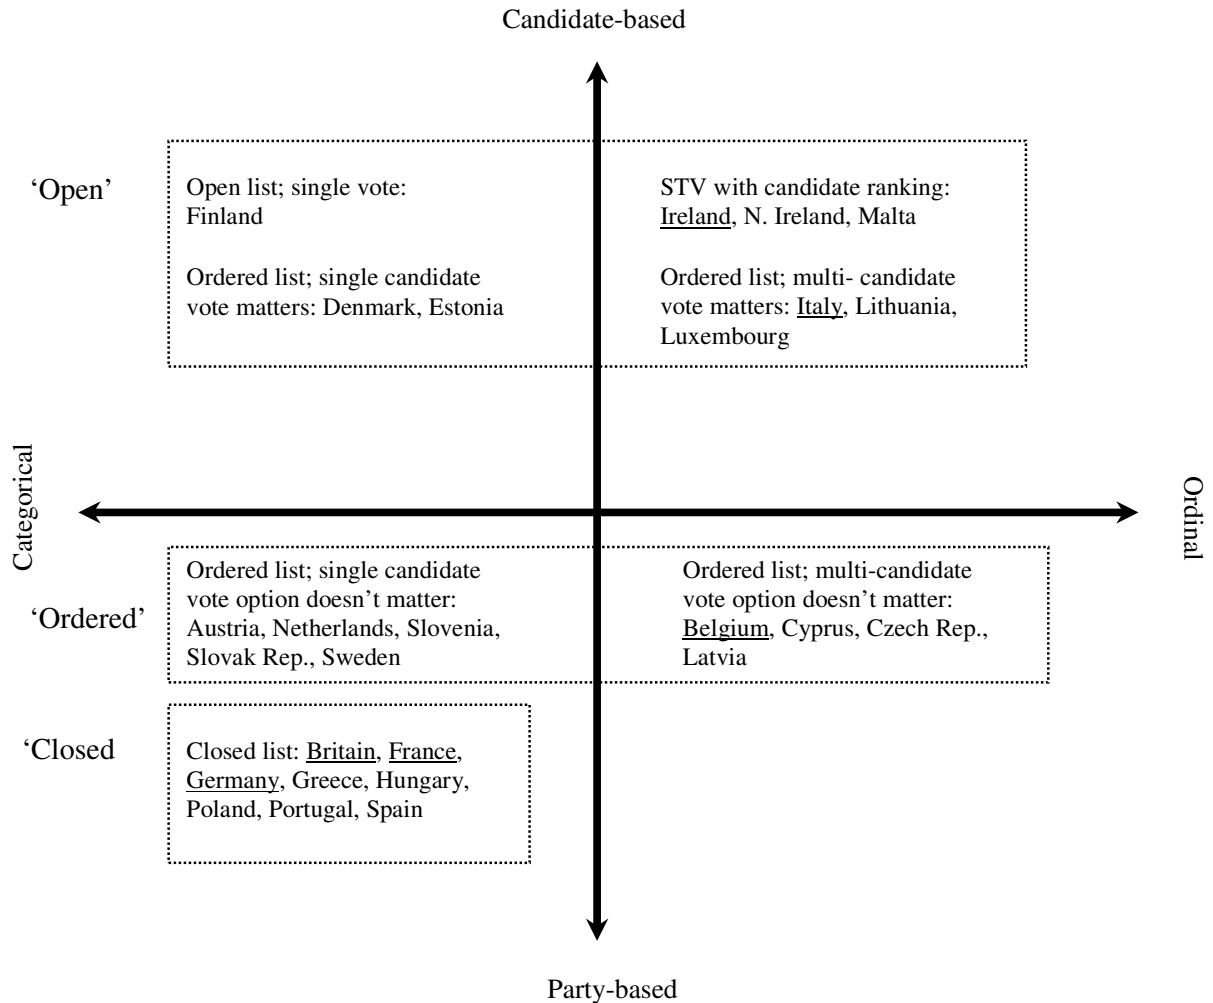 Candidate-based
‘Open’
Open list; single vote:
Finland
Ordered list; single candidate
vote matters: Denmark, Estonia
STV with candidate ranking:
Ireland, N. Ireland, Malta
Ordered list; multi- candidate
vote matters: Italy, Lithuania,
Luxembourg
Categorical
Ordinal
‘Ordered’
Ordered list; single candidate
vote option doesn’t matter:
Austria, Netherlands, Slovenia,
Slovak Rep., Sweden
Ordered list; multi-candidate
vote option doesn’t matter:
Belgium, Cyprus, Czech Rep.,
Latvia
‘Closed
Closed list: Britain, France,
Germany, Greece, Hungary,
Poland, Portugal, Spain
Party-based